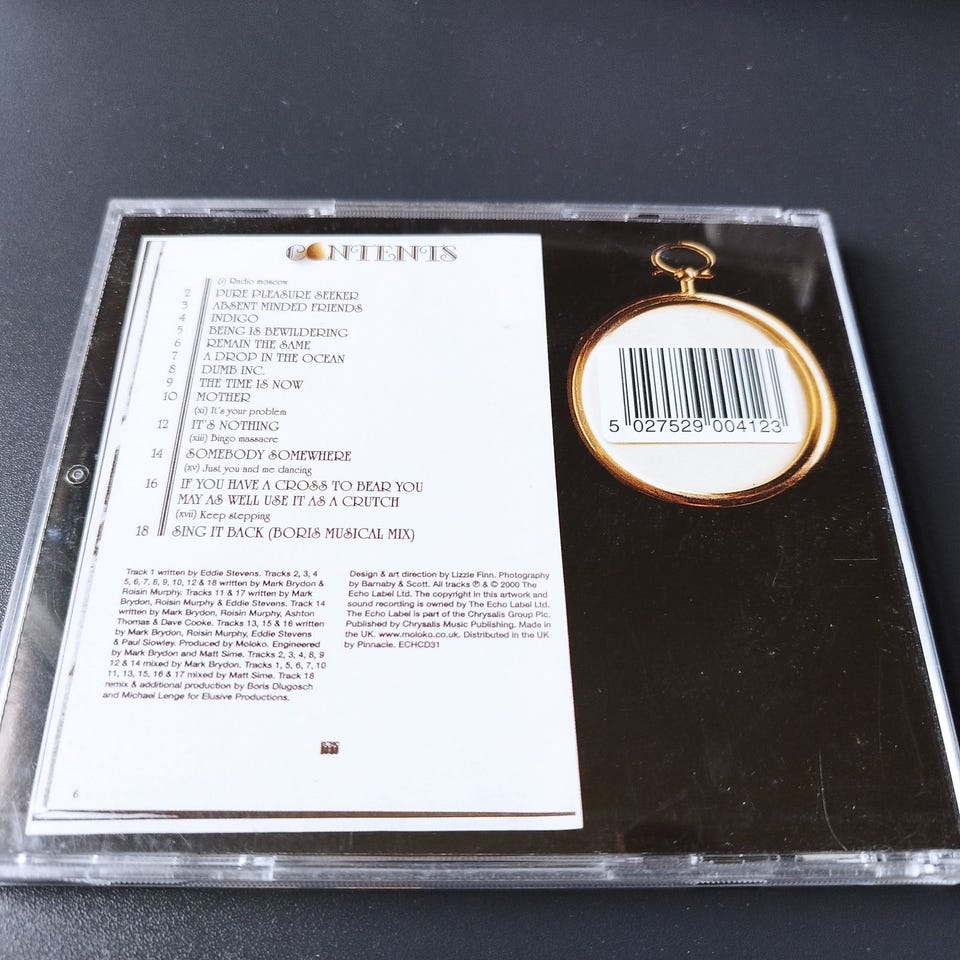 CONTENTS
(i) Radio moscow
2 PURE PLEASURE SEEKER
3 ABSENT MINDED FRIENDS
4 INDIGO
5 BEING IS BEWILDERING
6 REMAIN THE SAME
7 A DROP IN THE OCEAN
8 DUMB INC.
9 THE TIME IS NOW
10 MOTHER
(xi) It's your problem
12 IT'S NOTHING
(xiii) Bingo massacre
14 SOMEBODY SOMEWHERE
(xv) Just you and me dancing
16 IF YOU HAVE A CROSS TO BEAR YOU
MAY AS WELL USE IT AS A CRUTCH
(xvii) Keep stepping
18 SING IT BACK (BORIS MUSICAL MIX)
Track 1 written by Eddie Stevens. Tracks 2, 3, 4
5, 6, 7, 8, 9, 10, 12 & 18 written by Mark Brydon &
Roisin Murphy. Tracks 11 & 17 written by Mark
Brydon, Roisin Murphy & Eddie Stevens. Track 14
written by Mark Brydon, Roisin Murphy, Ashton
Thomas & Dave Cooke. Tracks 13, 15 & 16 written
by Mark Brydon, Roisin Murphy, Eddie Stevens
& Paul Slowley. Produced by Moloko. Engineered
by Mark Brydon and Matt Sime. Tracks 2, 3, 4, 8, 9
12 & 14 mixed by Mark Brydon. Tracks 1, 5, 6, 7, 10
11, 13, 15, 16 & 17 mixed by Matt Sime. Track 18
remix & additional production by Boris Dlugosch
and Michael Lenge for Elusive Productions.
Design & art direction by Lizzie Finn. Photography
by Barnaby & Scott. All tracks ℗ & © 2000 The
Echo Label Ltd. The copyright in this artwork and
sound recording is owned by The Echo Label Ltd.
The Echo Label is part of the Chrysalis Group Plc.
Published by Chrysalis Music Publishing. Made in
the UK. www.moloko.co.uk. Distributed in the UK
by Pinnacle. ECHCD31
6
5 027529 004123